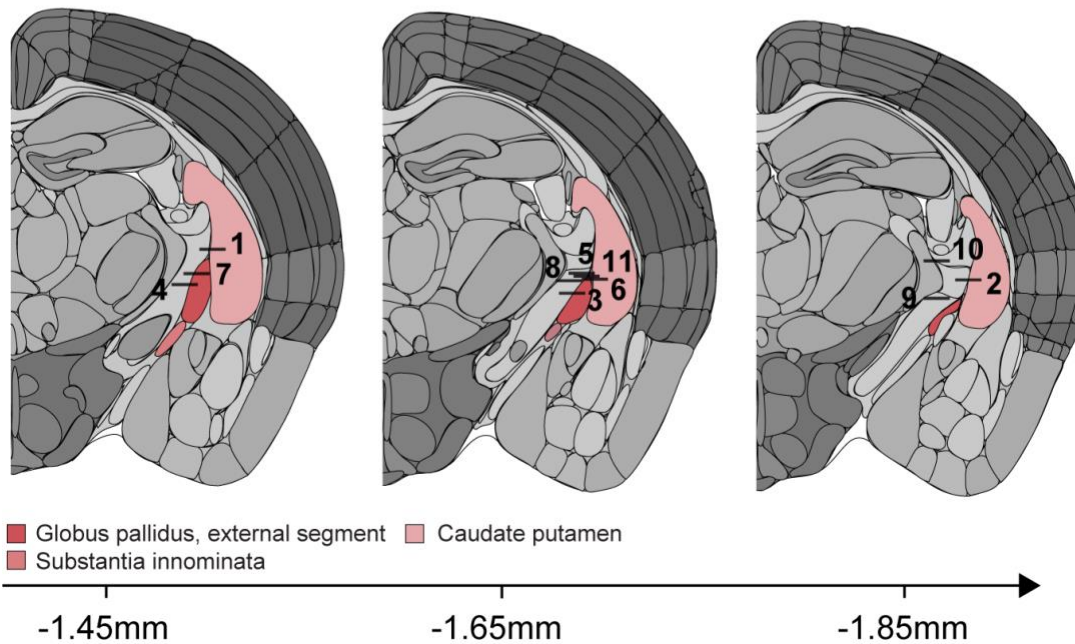 1
7
4
5
8
11
6
3
10
2
9
Globus pallidus, external segment
Caudate putamen
Substantia innominata
-1.45mm
-1.65mm
-1.85mm